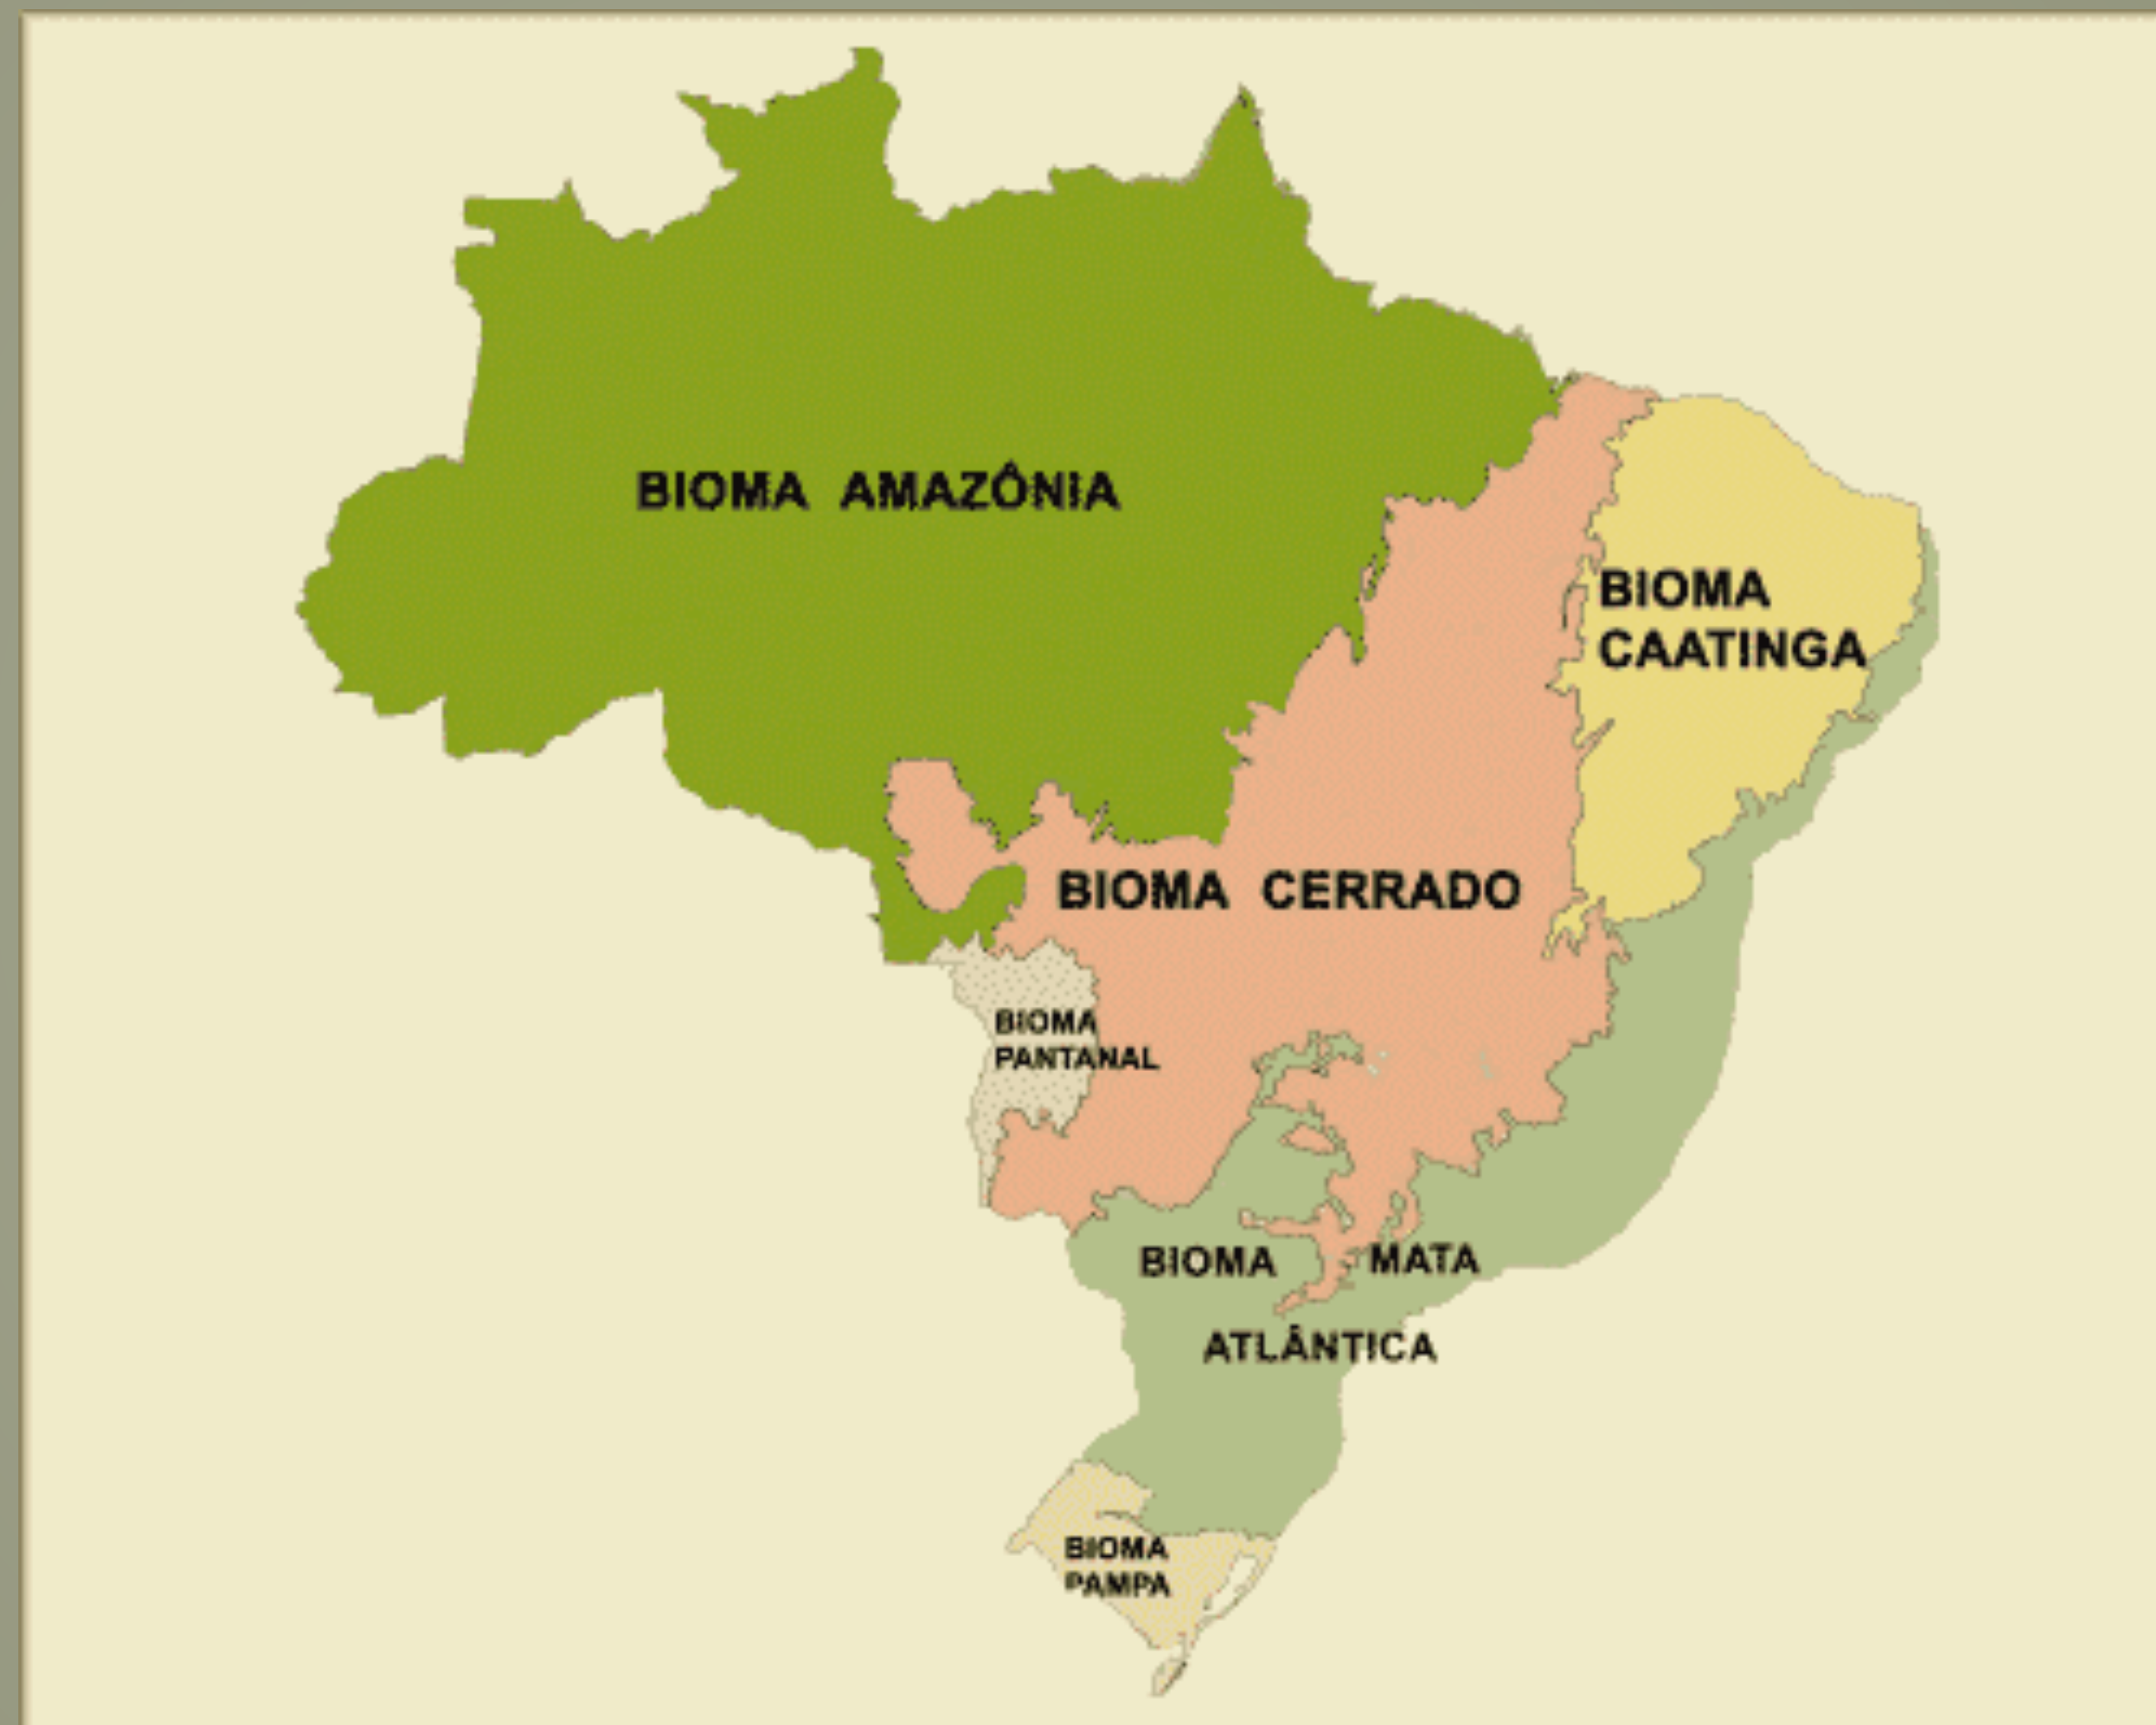 BIOMA AMAZÔNIA
BIOMA
CAATINGA
BIOMA CERRADO
BIOMA
PANTANAL
BIOMA MATA
ATLÂNTICA
BIOMA
PAMPA